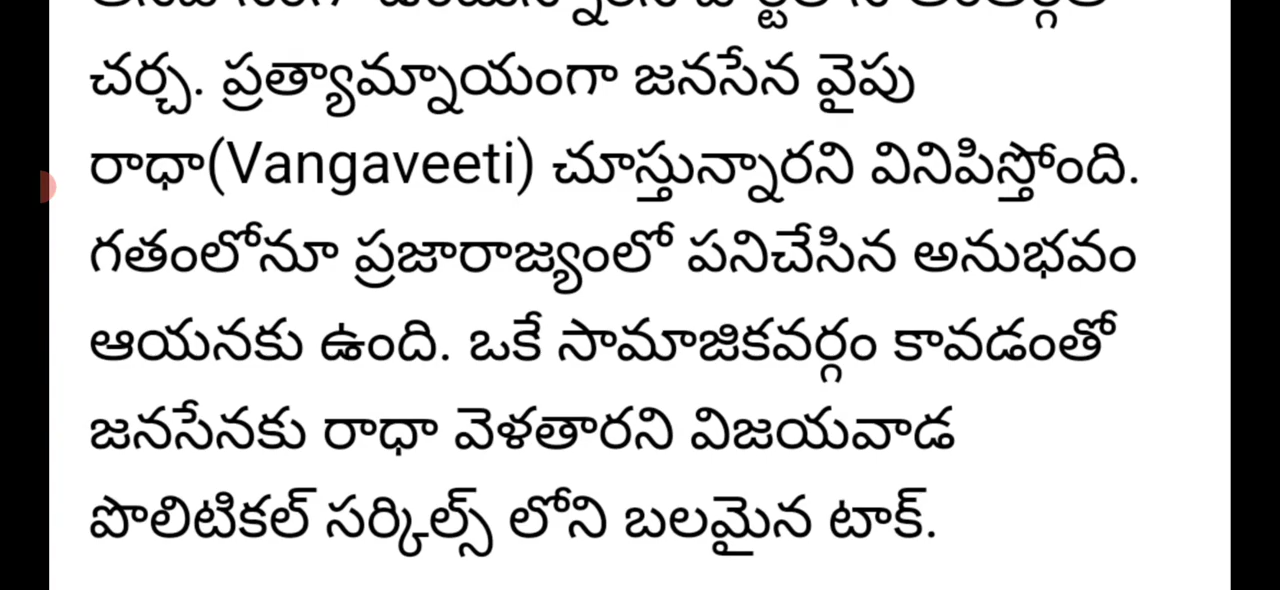 చర్చ. ప్రత్యామ్నాయంగా జనసేన వైపు
రాధా(Vangaveeti) చూస్తున్నారని వినిపిస్తోంది.
గతంలోనూ ప్రజారాజ్యంలో పనిచేసిన అనుభవం
ఆయనకు ఉంది. ఒకే సామాజికవర్గం కావడంతో
జనసేనకు రాధా వెళతారని విజయవాడ
పొలిటికల్ సర్కిల్స్ లోని బలమైన టాక్.